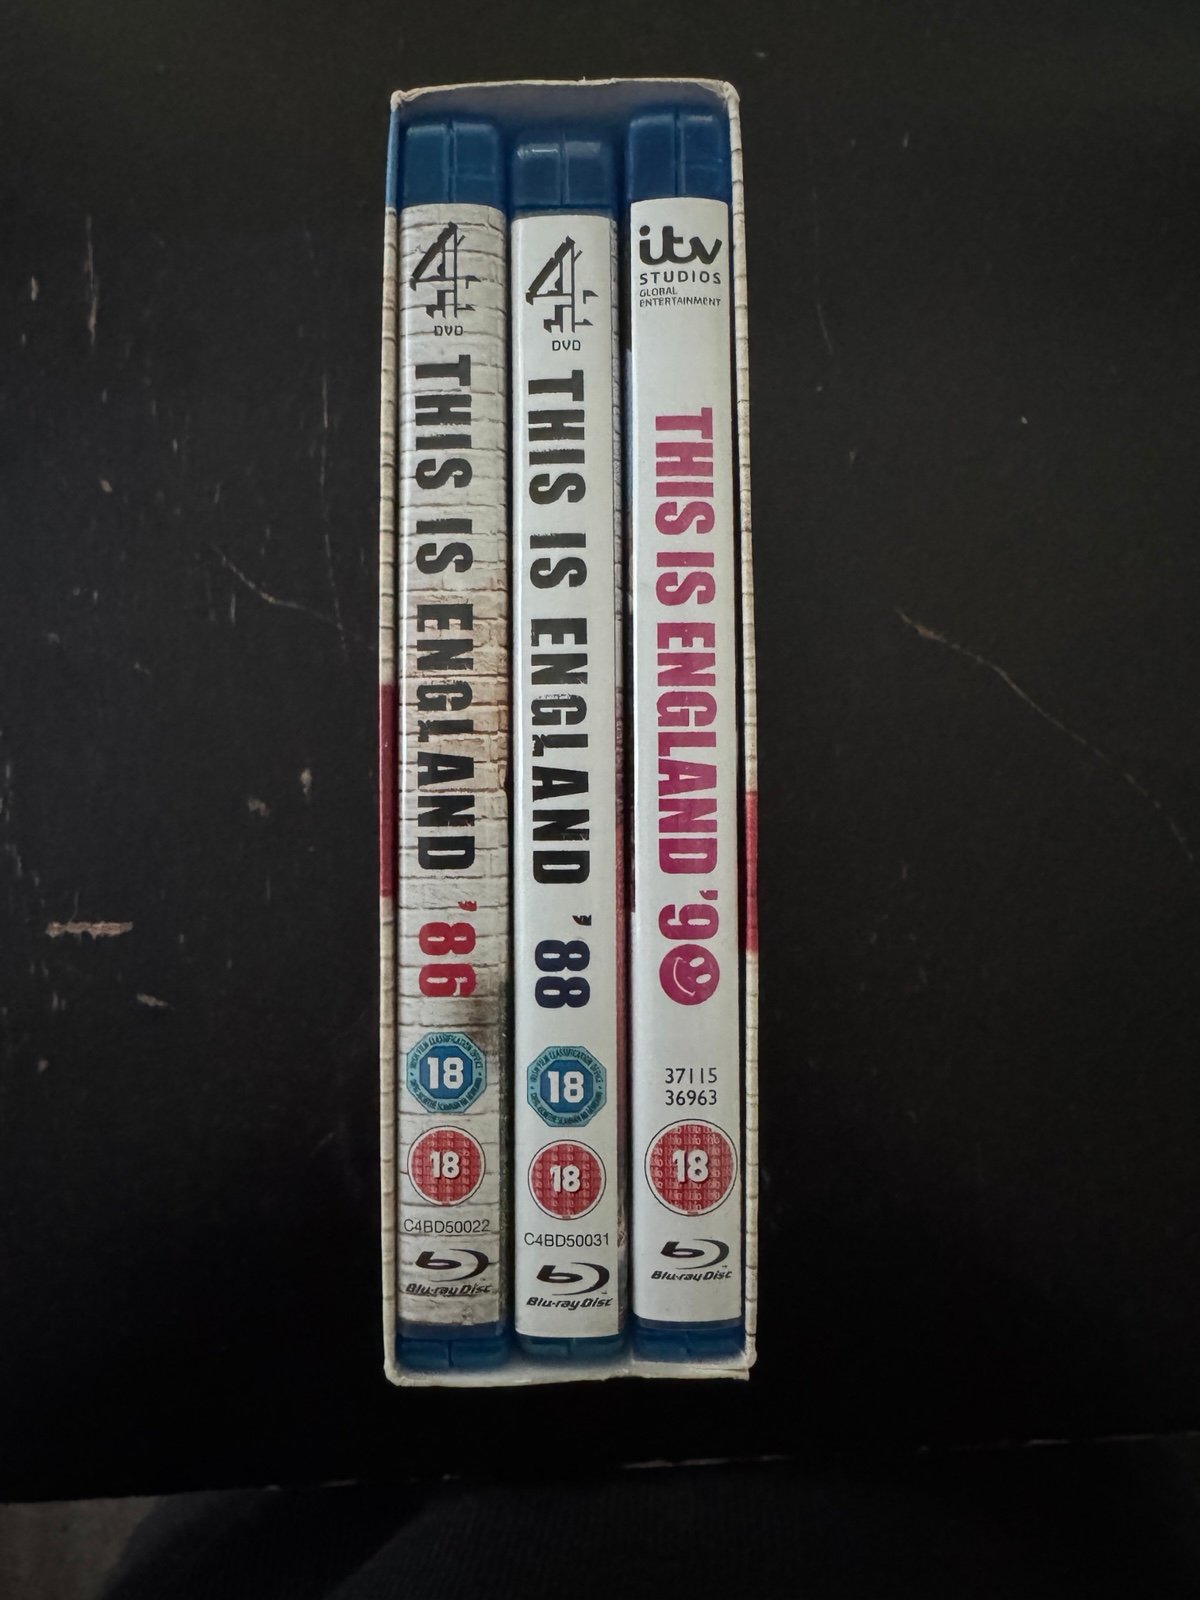 4
DVD
THIS IS ENGLAND '86
18
18
C4BD50022
Blu-ray Disc
4
DVD
THIS IS ENGLAND '88
18
18
C4BD50031
Blu-ray Disc
itv
STUDIOS
GLOBAL
ENTERTAINMENT
THIS IS ENGLAND '90
37115
36963
18
Blu-ray Disc